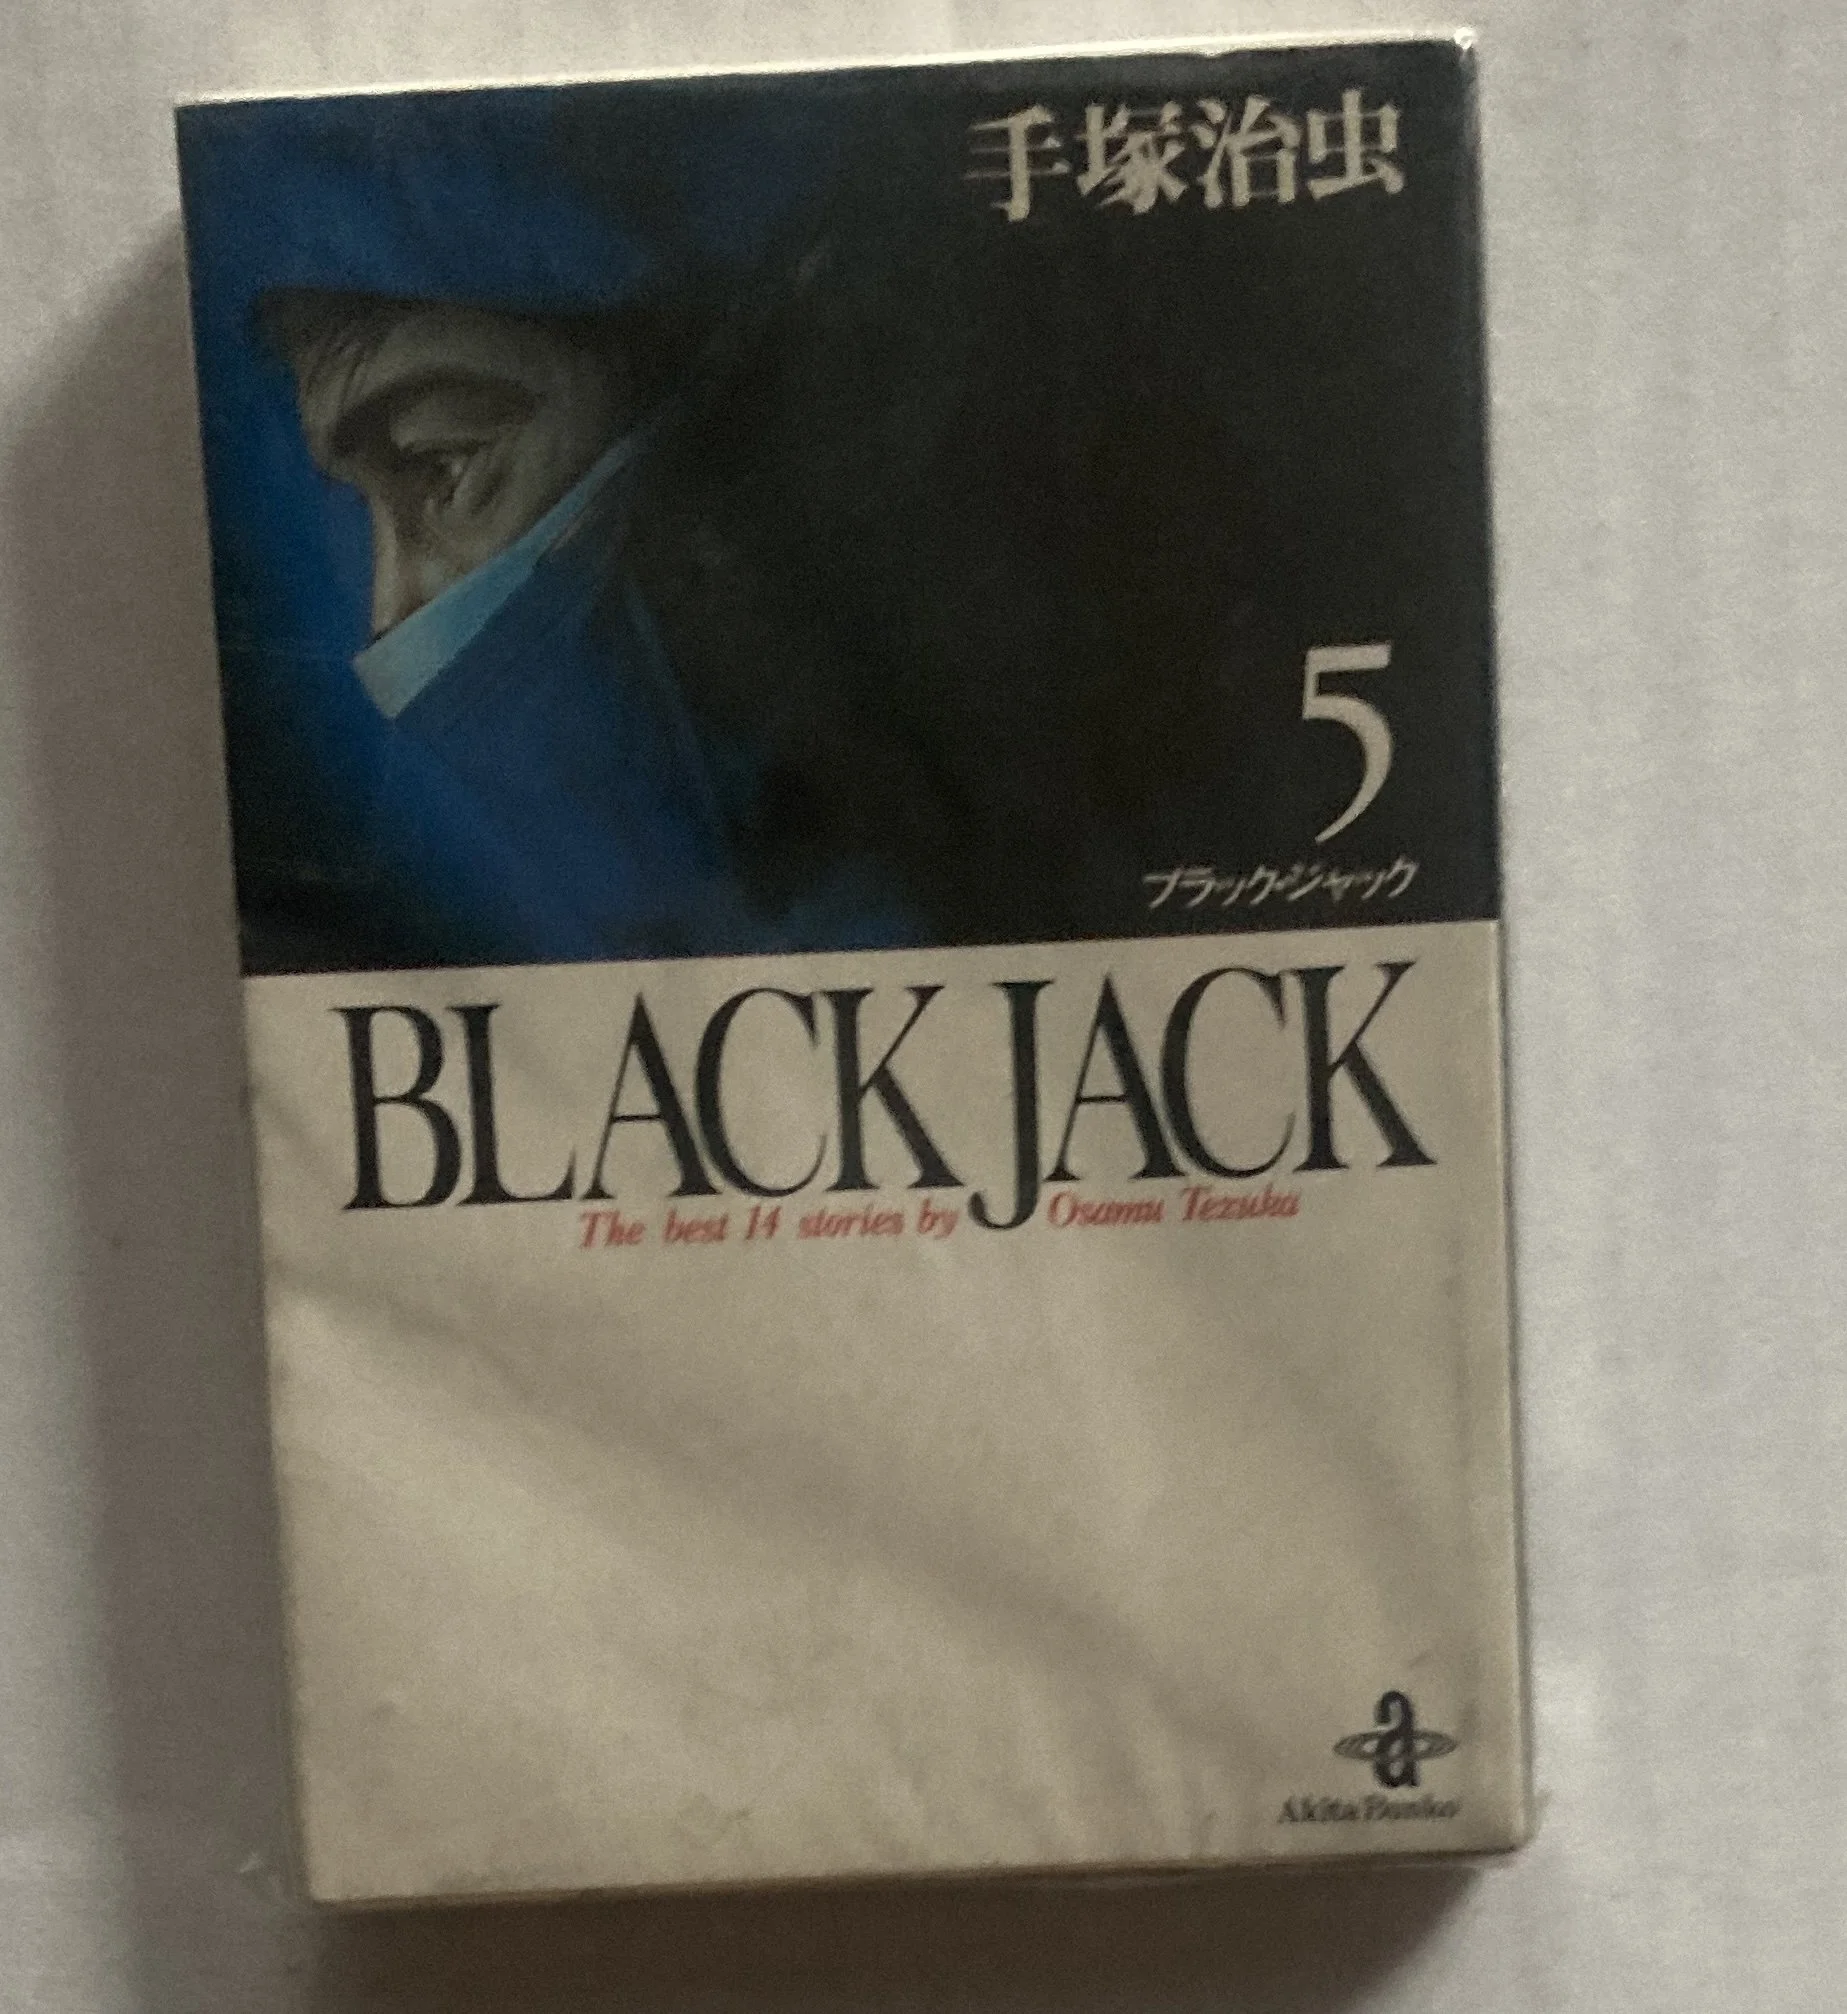 手塚治虫
5
ブラック・ジャック
BLACK JACK
The best 14 stories by Osamu Tezuka
a
Akita Bunko